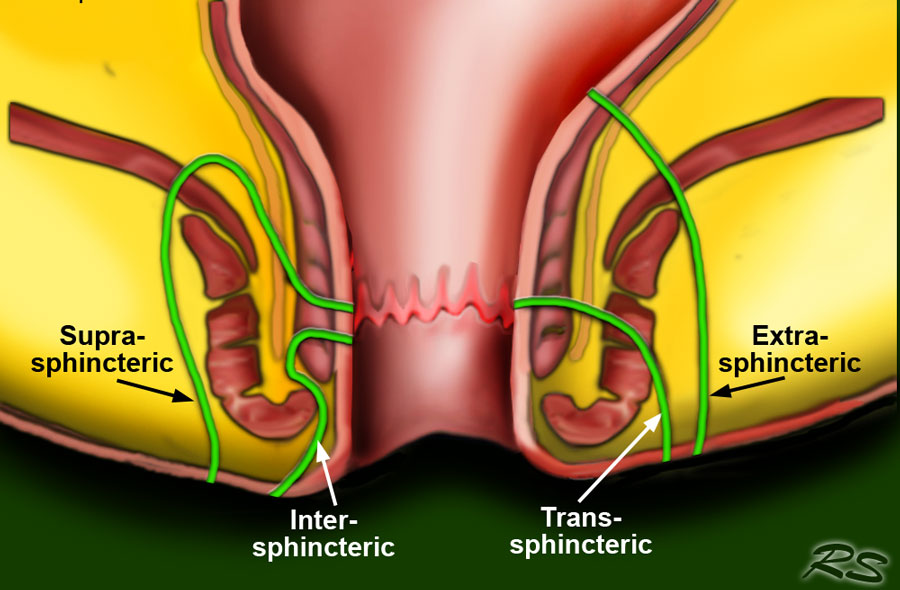 Supra-
sphincteric
Extra-
sphincteric
Inter-
sphincteric
Trans-
sphincteric
RS